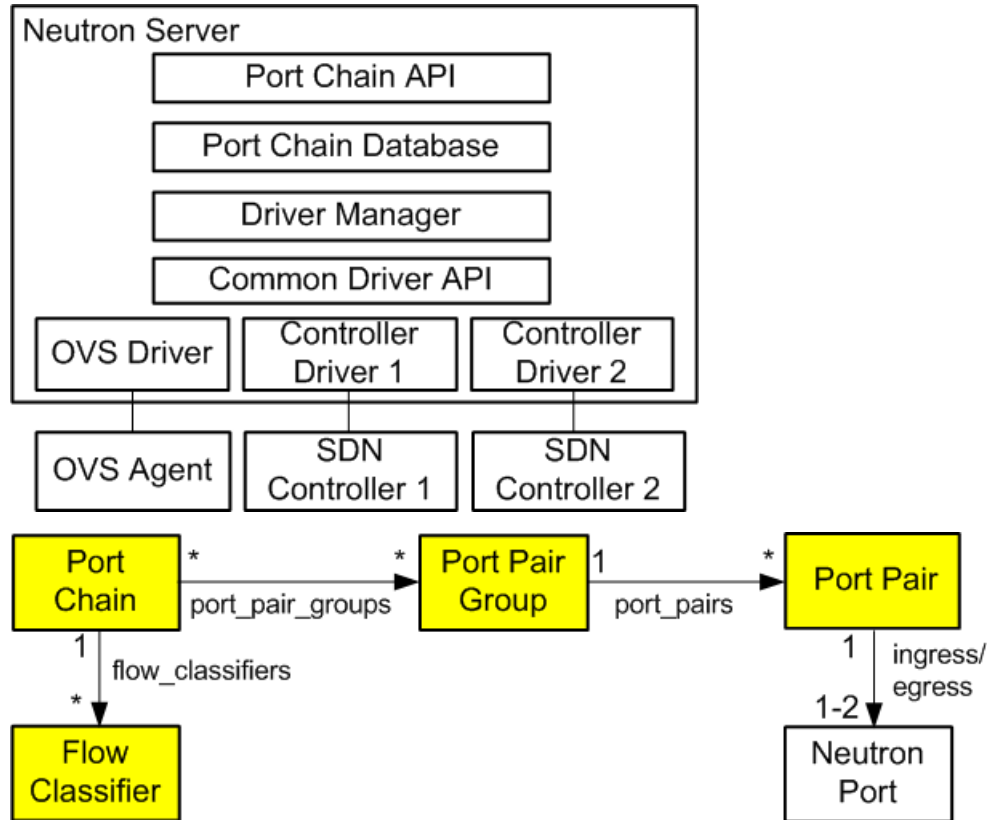 Neutron Server
Port Chain API
Port Chain Database
Driver Manager
Common Driver API
OVS Driver
Controller
Driver 1
Controller
Driver 2
OVS Agent
SDN
Controller 1
SDN
Controller 2
Port
Chain
*
*
port_pair_groups
Port Pair
Group
1
*
port_pairs
Port Pair
1
flow_classifiers
*
Flow
Classifier
1
ingress/
egress
1-2
Neutron
Port